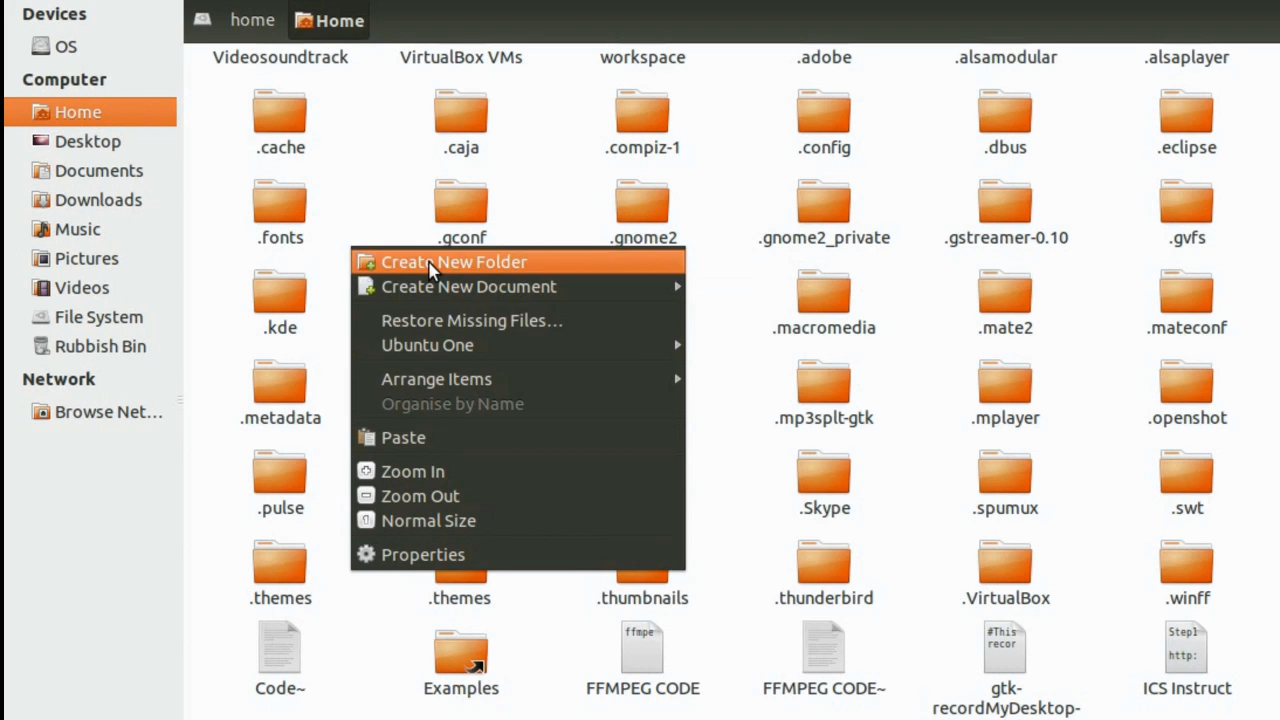 Devices
OS
Computer
Home
Desktop
Documents
Downloads
Music
Pictures
Videos
File System
Rubbish Bin
Network
Browse Net...
home Home
Videosoundtrack VirtualBox VMs workspace .adobe .alsamodular .alsaplayer
.cache .caja .compiz-1 .config .dbus .eclipse
.fonts .gconf .gnome2 .gnome2_private .gstreamer-0.10 .gvfs
.kde .macromedia .mate2 .mateconf
.metadata .mp3splt-gtk .mplayer .openshot
.pulse .Skype .spumux .swt
.themes .themes .thumbnails .thunderbird .VirtualBox .winff
ffmpe #This Step1
recor http:
Code~ Examples FFMPEG CODE FFMPEG CODE~ gtk- ICS Instruct
recordMyDesktop-
Create New Folder
Create New Document
Restore Missing Files...
Ubuntu One
Arrange Items
Organise by Name
Paste
Zoom In
Zoom Out
Normal Size
Properties